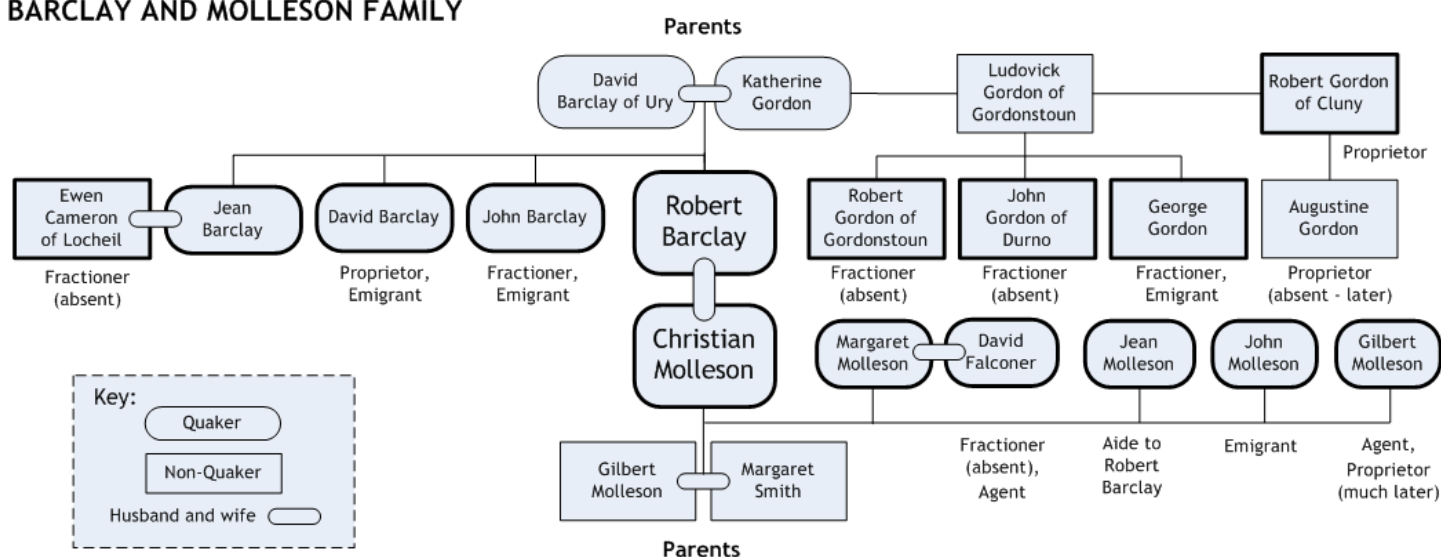 BARCLAY AND MOLLESON FAMILY
Parents
David
Barclay of Ury
Katherine
Gordon
Ludovick
Gordon of
Gordonstoun
Robert Gordon
of Cluny
Proprietor
Ewen
Cameron
of Locheil
Jean
Barclay
David Barclay
John Barclay
Robert
Barclay
Robert
Gordon of
Gordonstoun
John
Gordon of
Durno
George
Gordon
Augustine
Gordon
Fractioner
(absent)
Proprietor,
Emigrant
Fractioner,
Emigrant
Fractioner
(absent)
Fractioner
(absent)
Fractioner,
Emigrant
Proprietor
(absent - later)
Christian
Molleson
Margaret
Molleson
David
Falconer
Jean
Molleson
John
Molleson
Gilbert
Molleson
Fractioner
(absent),
Agent
Aide to
Robert
Barclay
Emigrant
Agent,
Proprietor
(much later)
Key:
Quaker
Non-Quaker
Husband and wife
Gilbert
Molleson
Margaret
Smith
Parents